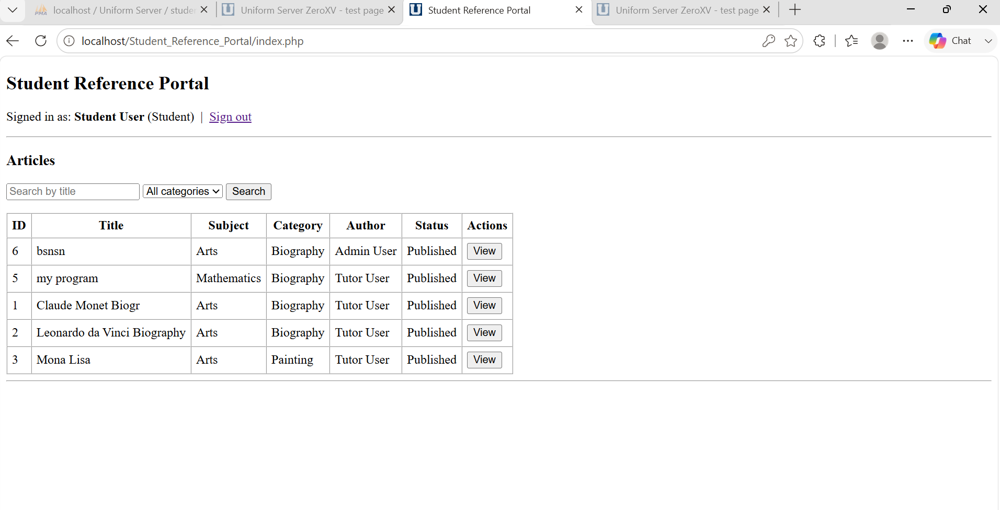 PMA localhost / Uniform Server / studer
Uniform Server ZeroXV - test page
Student Reference Portal
Uniform Server ZeroXV - test page
localhost/Student_Reference_Portal/index.php
Chat
Student Reference Portal
Signed in as: Student User (Student) | Sign out
Articles
Search by title All categories Search
ID Title Subject Category Author Status Actions
6 bsnsn Arts Biography Admin User Published View
5 my program Mathematics Biography Tutor User Published View
1 Claude Monet Biogr Arts Biography Tutor User Published View
2 Leonardo da Vinci Biography Arts Biography Tutor User Published View
3 Mona Lisa Arts Painting Tutor User Published View